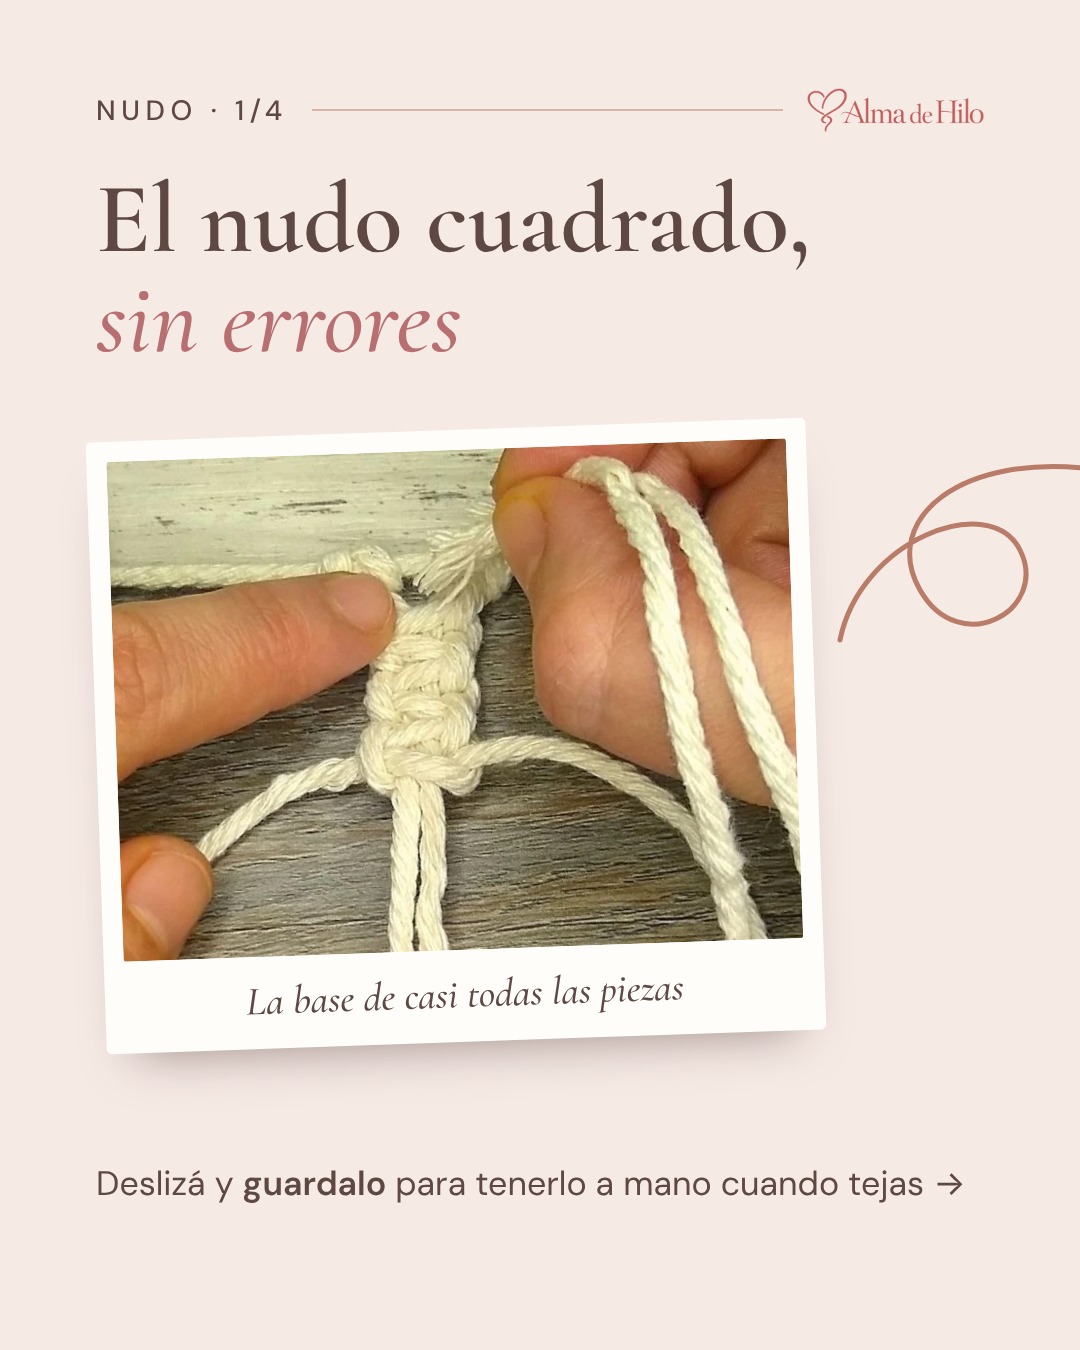 NUDO · 1/4
Alma de Hilo
El nudo cuadrado,
sin errores
La base de casi todas las piezas
Deslizá y guardalo para tenerlo a mano cuando tejas →